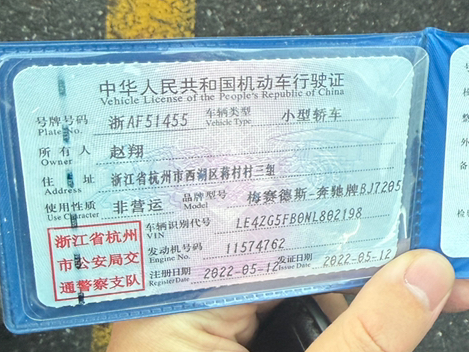 中华人民共和国机动车行驶证
Vehicle License of the People's Republic of China
号牌号码 浙AF51455 车辆类型 小型轿车
Plate No. Vehicle Type
所有人 赵翔
Owner
住址 浙江省杭州市西湖区蒋村村三组
Address
使用性质 非营运 品牌型号 梅赛德斯-奔驰牌BJ7205
Use Character Model
浙江省杭州
市公安局交
通警察支队
车辆识别代号 LE4ZG5FB0NL802198
VIN
发动机号码 11574762
Engine No.
注册日期 2022-05-12 发证日期 2022-05-12
Register Date Issue Date